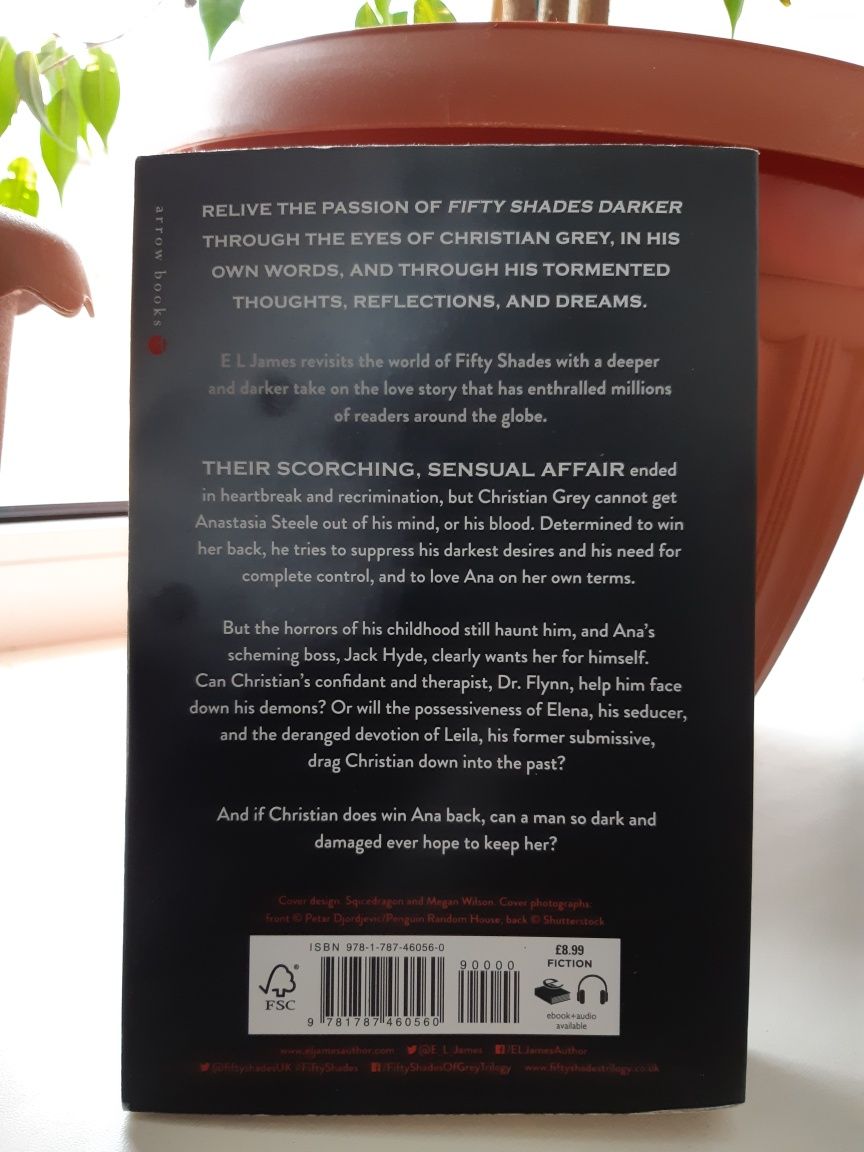 arrow books
RELIVE THE PASSION OF FIFTY SHADES DARKER
THROUGH THE EYES OF CHRISTIAN GREY, IN HIS
OWN WORDS, AND THROUGH HIS TORMENTED
THOUGHTS, REFLECTIONS, AND DREAMS.
E L James revisits the world of Fifty Shades with a deeper
and darker take on the love story that has enthralled millions
of readers around the globe.
THEIR SCORCHING, SENSUAL AFFAIR ended
in heartbreak and recrimination, but Christian Grey cannot get
Anastasia Steele out of his mind, or his blood. Determined to win
her back, he tries to suppress his darkest desires and his need for
complete control, and to love Ana on her own terms.
But the horrors of his childhood still haunt him, and Ana's
scheming boss, Jack Hyde, clearly wants her for himself.
Can Christian's confidant and therapist, Dr. Flynn, help him face
down his demons? Or will the possessiveness of Elena, his seducer,
and the deranged devotion of Leila, his former submissive,
drag Christian down into the past?
And if Christian does win Ana back, can a man so dark and
damaged ever hope to keep her?
Cover design: Sqicedragon and Megan Wilson. Cover photographs:
front © Petar Djordjevic/Penguin Random House, back © Shutterstock
ISBN 978-1-787-46056-0
90000
£8.99
FICTION
FSC
9 781787 460560
ebook+audio
available
www.eljamesauthor.com @E_L_James /ELJamesAuthor
@fiftyshadesUK #FiftyShades /FiftyShadesOfGreyTrilogy www.fiftyshadestrilogy.co.uk